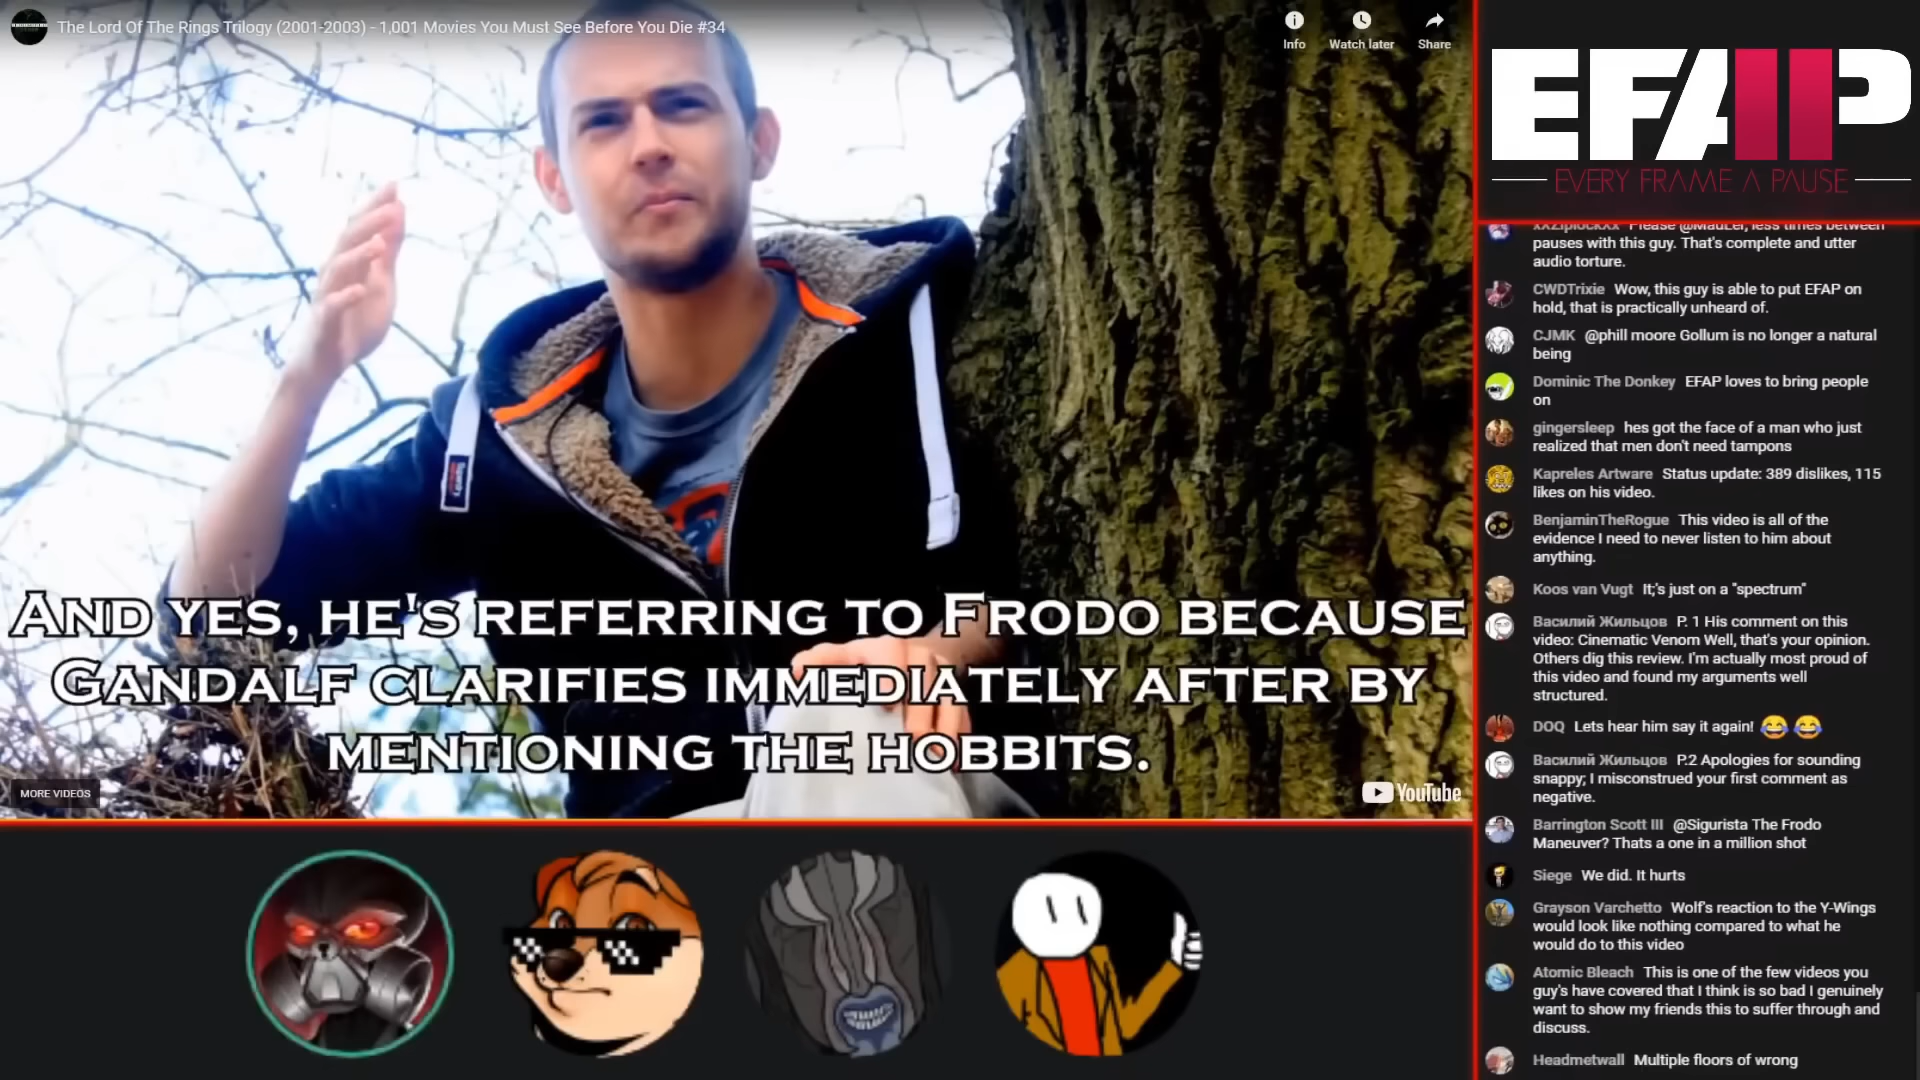 The Lord Of The Rings Trilogy (2001-2003) - 1,001 Movies You Must See Before You Die #34
Info
Watch later
Share
AND YES, HE'S REFERRING TO FRODO BECAUSE
GANDALF CLARIFIES IMMEDIATELY AFTER BY
MENTIONING THE HOBBITS.
MORE VIDEOS
YouTube
EFAP
EVERY FRAME A PAUSE
xXZiplockXx Please @MauLer, less times between
pauses with this guy. That's complete and utter
audio torture.
CWDTrixie Wow, this guy is able to put EFAP on
hold, that is practically unheard of.
CJMK @phill moore Gollum is no longer a natural
being
Dominic The Donkey EFAP loves to bring people
on
gingersleep hes got the face of a man who just
realized that men don't need tampons
Kapreles Artware Status update: 389 dislikes, 115
likes on his video.
BenjaminTheRogue This video is all of the
evidence I need to never listen to him about
anything.
Koos van Vugt It;'s just on a "spectrum"
Василий Жильцов P. 1 His comment on this
video: Cinematic Venom Well, that's your opinion.
Others dig this review. I'm actually most proud of
this video and found my arguments well
structured.
DOQ Lets hear him say it again! 😂 😂
Василий Жильцов P.2 Apologies for sounding
snappy; I misconstrued your first comment as
negative.
Barrington Scott III @Sigurista The Frodo
Maneuver? Thats a one in a million shot
Siege We did. It hurts
Grayson Varchetto Wolf's reaction to the Y-Wings
would look like nothing compared to what he
would do to this video
Atomic Bleach This is one of the few videos you
guy's have covered that I think is so bad I genuinely
want to show my friends this to suffer through and
discuss.
Headmetwall Multiple floors of wrong